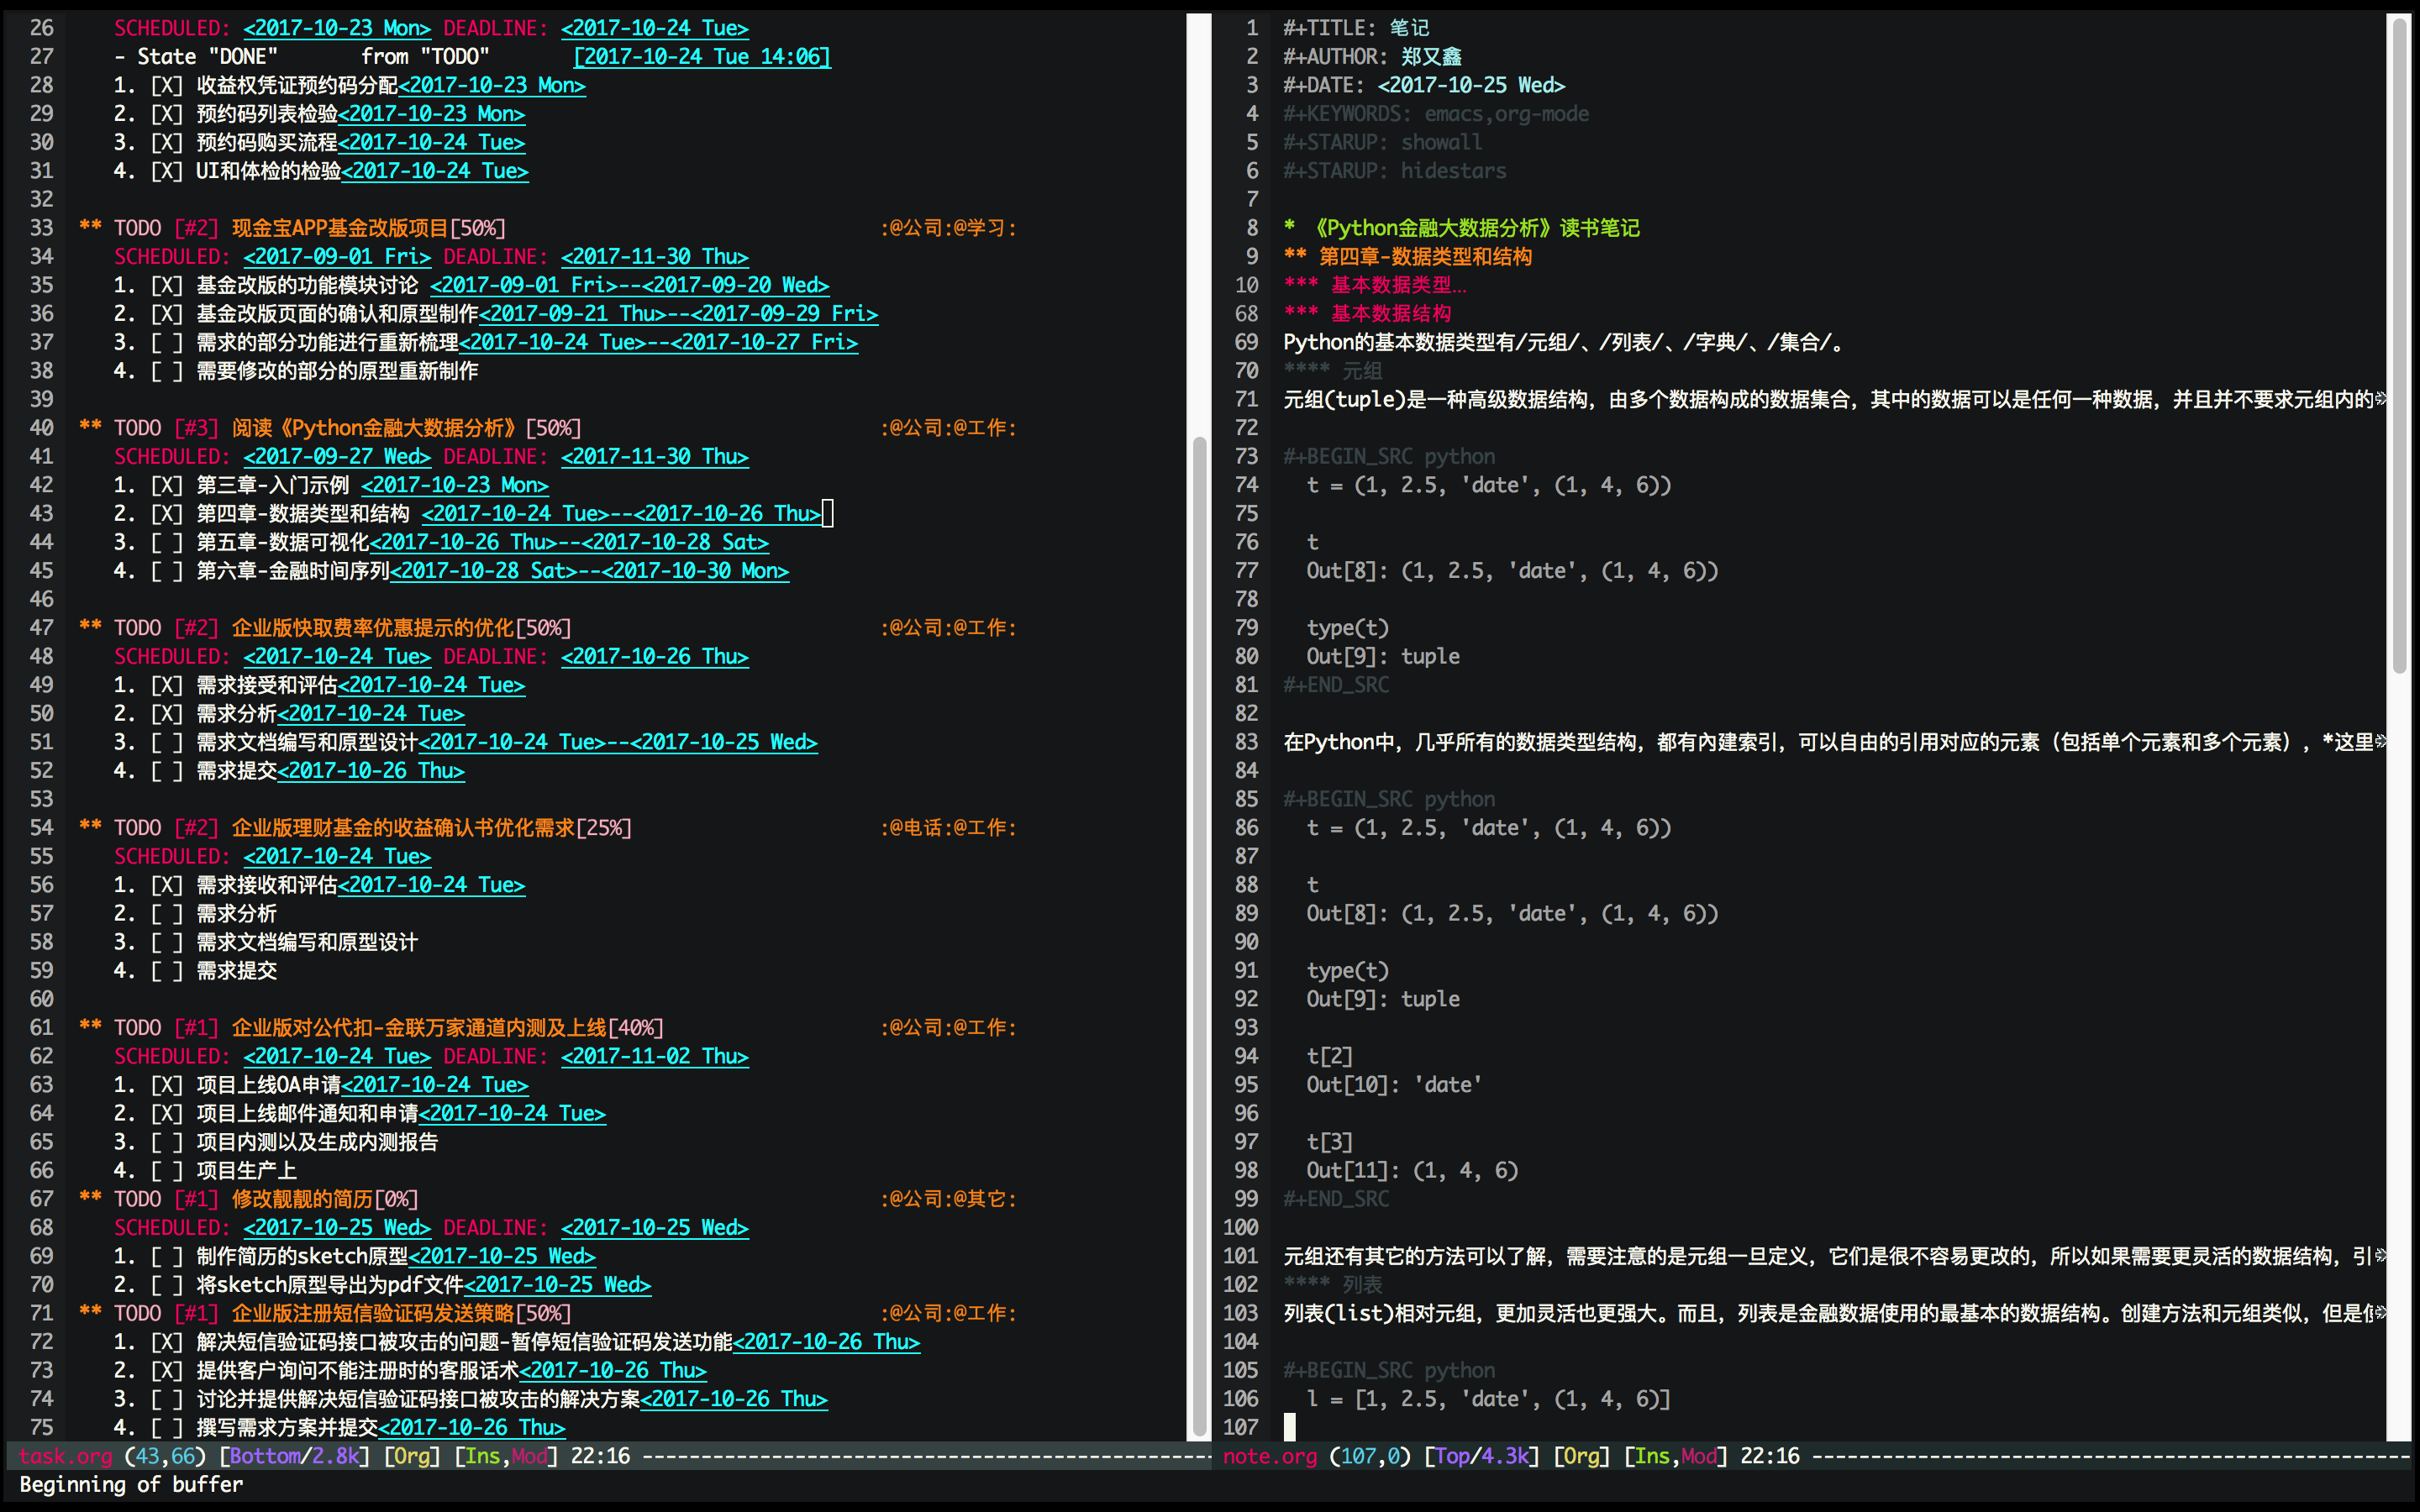 26 SCHEDULED: <2017-10-23 Mon> DEADLINE: <2017-10-24 Tue>
27 - State "DONE" from "TODO" [2017-10-24 Tue 14:06]
28 1. [X] 收益权凭证预约码分配<2017-10-23 Mon>
29 2. [X] 预约码列表检验<2017-10-23 Mon>
30 3. [X] 预约码购买流程<2017-10-24 Tue>
31 4. [X] UI和体检的检验<2017-10-24 Tue>
32
33 ** TODO [#2] 现金宝APP基金改版项目[50%] :@公司:@学习:
34 SCHEDULED: <2017-09-01 Fri> DEADLINE: <2017-11-30 Thu>
35 1. [X] 基金改版的功能模块讨论 <2017-09-01 Fri>--<2017-09-20 Wed>
36 2. [X] 基金改版页面的确认和原型制作<2017-09-21 Thu>--<2017-09-29 Fri>
37 3. [ ] 需求的部分功能进行重新梳理<2017-10-24 Tue>--<2017-10-27 Fri>
38 4. [ ] 需要修改的部分的原型重新制作
39
40 ** TODO [#3] 阅读《Python金融大数据分析》[50%] :@公司:@工作:
41 SCHEDULED: <2017-09-27 Wed> DEADLINE: <2017-11-30 Thu>
42 1. [X] 第三章-入门示例 <2017-10-23 Mon>
43 2. [X] 第四章-数据类型和结构 <2017-10-24 Tue>--<2017-10-26 Thu>
44 3. [ ] 第五章-数据可视化<2017-10-26 Thu>--<2017-10-28 Sat>
45 4. [ ] 第六章-金融时间序列<2017-10-28 Sat>--<2017-10-30 Mon>
46
47 ** TODO [#2] 企业版快取费率优惠提示的优化[50%] :@公司:@工作:
48 SCHEDULED: <2017-10-24 Tue> DEADLINE: <2017-10-26 Thu>
49 1. [X] 需求接受和评估<2017-10-24 Tue>
50 2. [X] 需求分析<2017-10-24 Tue>
51 3. [ ] 需求文档编写和原型设计<2017-10-24 Tue>--<2017-10-25 Wed>
52 4. [ ] 需求提交<2017-10-26 Thu>
53
54 ** TODO [#2] 企业版理财基金的收益确认书优化需求[25%] :@电话:@工作:
55 SCHEDULED: <2017-10-24 Tue>
56 1. [X] 需求接收和评估<2017-10-24 Tue>
57 2. [ ] 需求分析
58 3. [ ] 需求文档编写和原型设计
59 4. [ ] 需求提交
60
61 ** TODO [#1] 企业版对公代扣-金联万家通道内测及上线[40%] :@公司:@工作:
62 SCHEDULED: <2017-10-24 Tue> DEADLINE: <2017-11-02 Thu>
63 1. [X] 项目上线OA申请<2017-10-24 Tue>
64 2. [X] 项目上线邮件通知和申请<2017-10-24 Tue>
65 3. [ ] 项目内测以及生成内测报告
66 4. [ ] 项目生产上
67 ** TODO [#1] 修改靓靓的简历[0%] :@公司:@其它:
68 SCHEDULED: <2017-10-25 Wed> DEADLINE: <2017-10-25 Wed>
69 1. [ ] 制作简历的sketch原型<2017-10-25 Wed>
70 2. [ ] 将sketch原型导出为pdf文件<2017-10-25 Wed>
71 ** TODO [#1] 企业版注册短信验证码发送策略[50%] :@公司:@工作:
72 1. [X] 解决短信验证码接口被攻击的问题-暂停短信验证码发送功能<2017-10-26 Thu>
73 2. [X] 提供客户询问不能注册时的客服话术<2017-10-26 Thu>
74 3. [ ] 讨论并提供解决短信验证码接口被攻击的解决方案<2017-10-26 Thu>
75 4. [ ] 撰写需求方案并提交<2017-10-26 Thu>
task.org (43,66) [Bottom/2.8k] [Org] [Ins,Mod] 22:16 ------------------------------------------------
Beginning of buffer
1 #+TITLE: 笔记
2 #+AUTHOR: 郑又鑫
3 #+DATE: <2017-10-25 Wed>
4 #+KEYWORDS: emacs,org-mode
5 #+STARUP: showall
6 #+STARUP: hidestars
7
8 * 《Python金融大数据分析》读书笔记
9 ** 第四章-数据类型和结构
10 *** 基本数据类型...
68 *** 基本数据结构
69 Python的基本数据类型有/元组/、/列表/、/字典/、/集合/。
70 **** 元组
71 元组(tuple)是一种高级数据结构，由多个数据构成的数据集合，其中的数据可以是任何一种数据，并且并不要求元组内的
72
73 #+BEGIN_SRC python
74 t = (1, 2.5, 'date', (1, 4, 6))
75
76 t
77 Out[8]: (1, 2.5, 'date', (1, 4, 6))
78
79 type(t)
80 Out[9]: tuple
81 #+END_SRC
82
83 在Python中，几乎所有的数据类型结构，都有内建索引，可以自由的引用对应的元素（包括单个元素和多个元素），*这里
84
85 #+BEGIN_SRC python
86 t = (1, 2.5, 'date', (1, 4, 6))
87
88 t
89 Out[8]: (1, 2.5, 'date', (1, 4, 6))
90
91 type(t)
92 Out[9]: tuple
93
94 t[2]
95 Out[10]: 'date'
96
97 t[3]
98 Out[11]: (1, 4, 6)
99 #+END_SRC
100
101 元组还有其它的方法可以了解，需要注意的是元组一旦定义，它们是很不容易更改的，所以如果需要更灵活的数据结构，引
102 **** 列表
103 列表(list)相对元组，更加灵活也更强大。而且，列表是金融数据使用的最基本的数据结构。创建方法和元组类似，但是
104
105 #+BEGIN_SRC python
106 l = [1, 2.5, 'date', (1, 4, 6)]
107
note.org (107,0) [Top/4.3k] [Org] [Ins,Mod] 22:16 ---------------------------------------------------